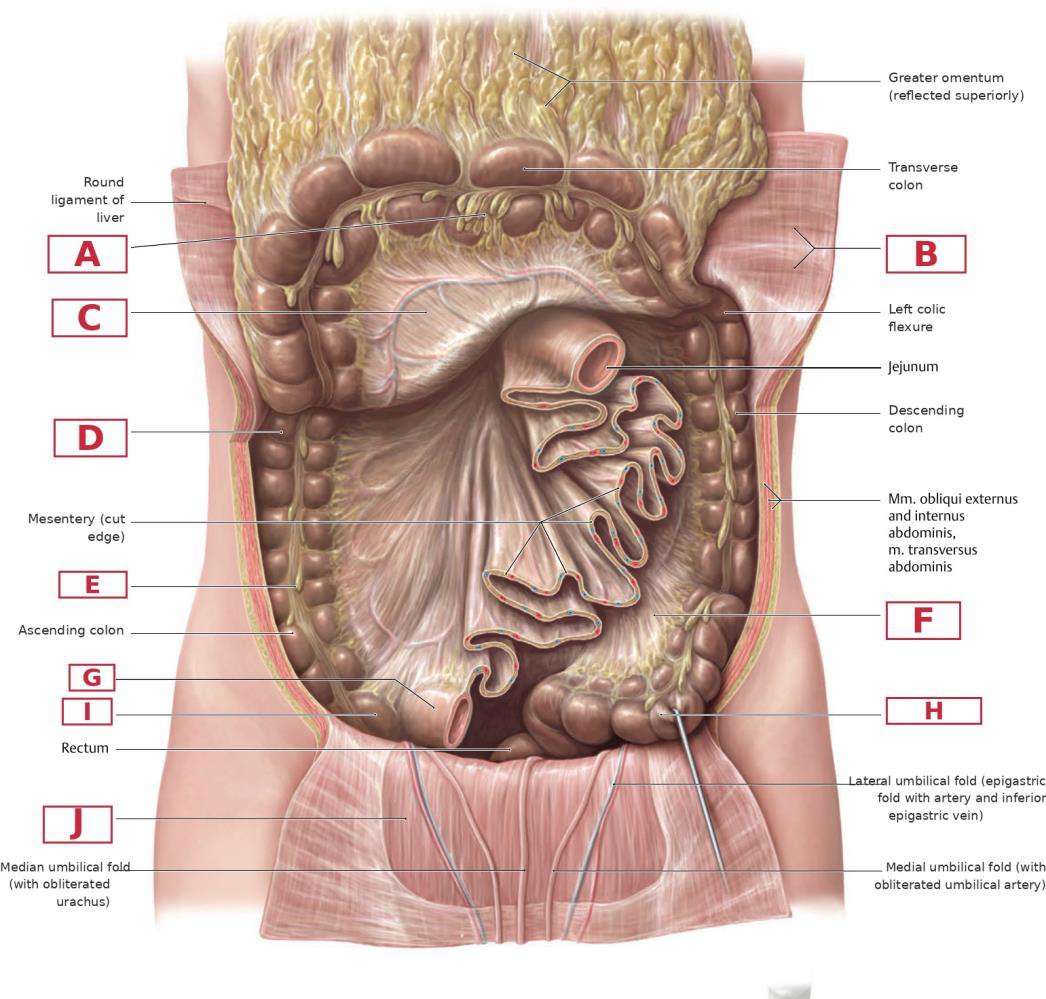 Greater omentum
(reflected superiorly)
Transverse
colon
Round
ligament of
liver
A
B
C
Left colic
flexure
Jejunum
D
Descending
colon
Mesentery (cut
edge)
Mm. obliqui externus
and internus
abdominis,
m. transversus
abdominis
E
F
Ascending colon
G
I
H
Rectum
Lateral umbilical fold (epigastric
fold with artery and inferior
epigastric vein)
J
Median umbilical fold
(with obliterated
urachus)
Medial umbilical fold (with
obliterated umbilical artery)